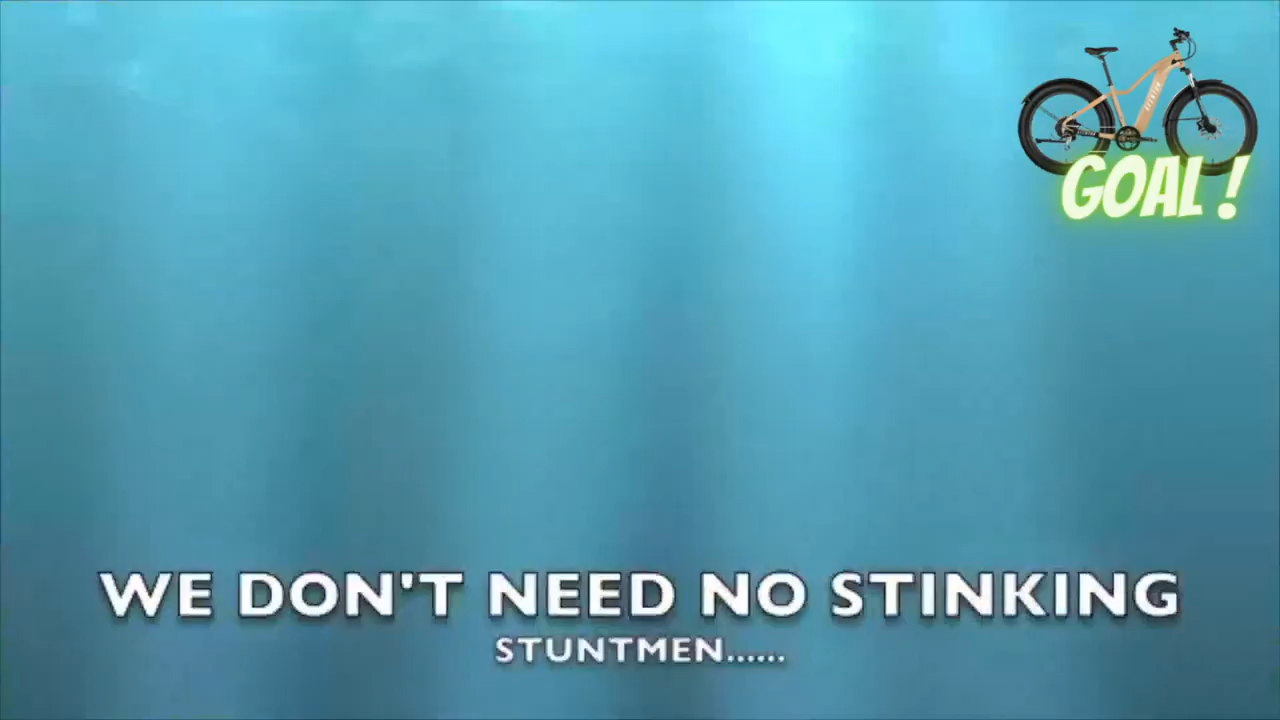 GOAL !
WE DON'T NEED NO STINKING
STUNTMEN......